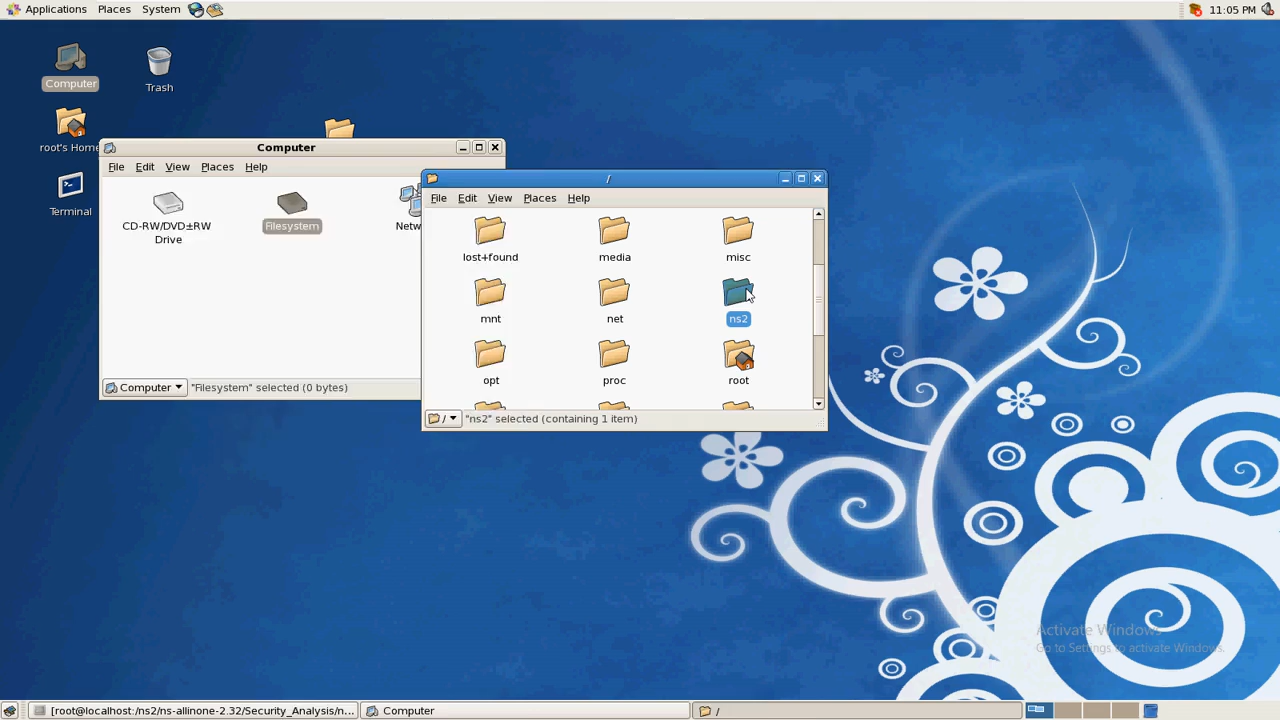 Applications Places System
11:05 PM
Computer
Trash
root's Home
Terminal
Computer
File Edit View Places Help
CD-RW/DVD±RW
Drive
Filesystem
Netw
Computer
"Filesystem" selected (0 bytes)
/
File Edit View Places Help
lost+found
media
misc
mnt
net
ns2
opt
proc
root
/
"ns2" selected (containing 1 item)
Activate Windows
Go to Settings to activate Windows.
[root@localhost:/ns2/ns-allinone-2.32/Security_Analysis/n...
Computer
/